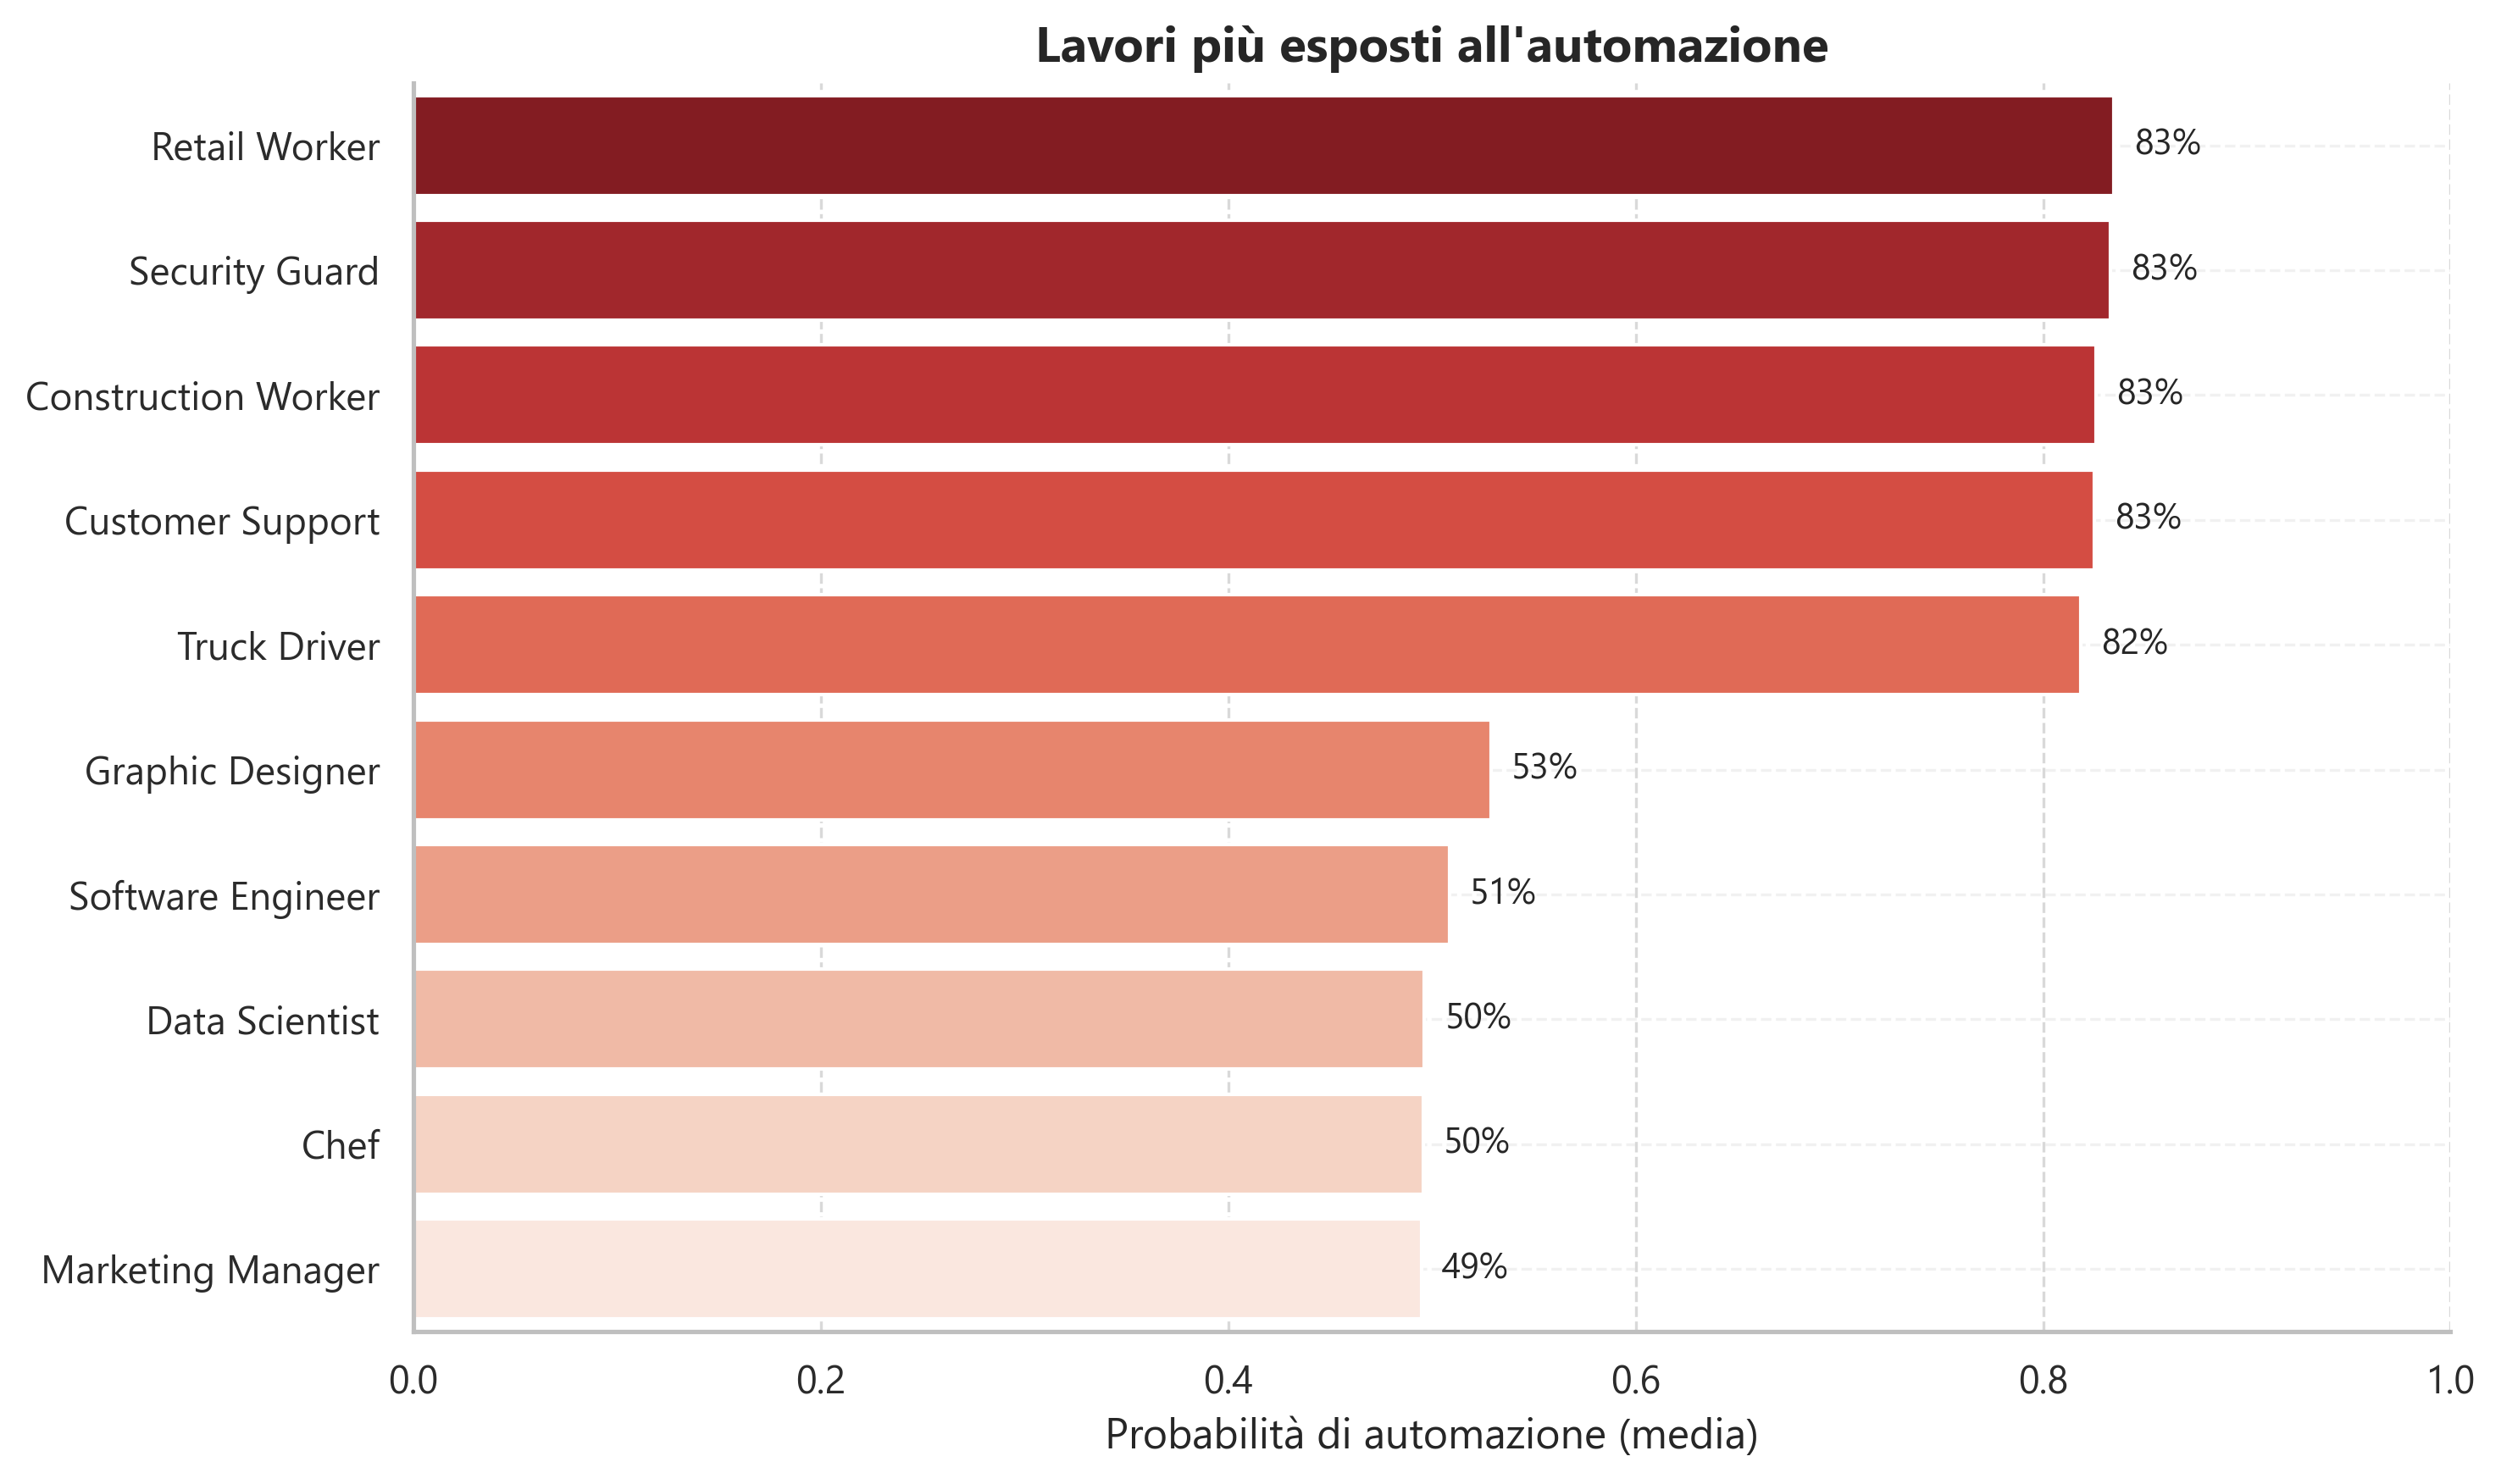 Lavori più esposti all'automazione
Retail Worker 83%
Security Guard 83%
Construction Worker 83%
Customer Support 83%
Truck Driver 82%
Graphic Designer 53%
Software Engineer 51%
Data Scientist 50%
Chef 50%
Marketing Manager 49%
0.0 0.2 0.4 0.6 0.8 1.0
Probabilità di automazione (media)